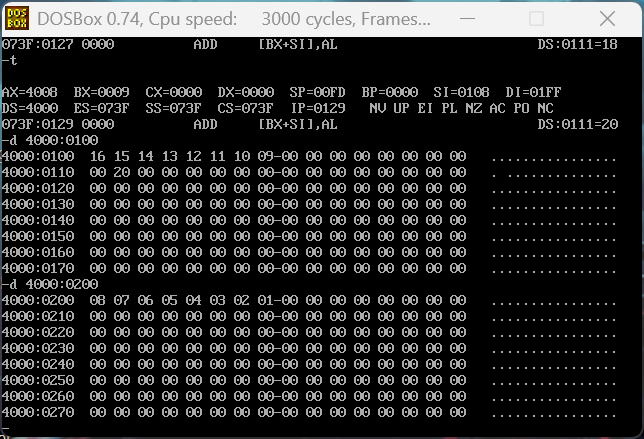 DOS BOX DOSBox 0.74, Cpu speed: 3000 cycles, Frames...
073F:0127 0000 ADD [BX+SI],AL DS:0111=18
-t
AX=4008 BX=0009 CX=0000 DX=0000 SP=00FD BP=0000 SI=0108 DI=01FF
DS=4000 ES=073F SS=073F CS=073F IP=0129 NV UP EI PL NZ AC PO NC
073F:0129 0000 ADD [BX+SI],AL DS:0111=20
-d 4000:0100
4000:0100 16 15 14 13 12 11 10 09-00 00 00 00 00 00 00 00 ................
4000:0110 00 20 00 00 00 00 00 00-00 00 00 00 00 00 00 00 . ..............
4000:0120 00 00 00 00 00 00 00 00-00 00 00 00 00 00 00 00 ................
4000:0130 00 00 00 00 00 00 00 00-00 00 00 00 00 00 00 00 ................
4000:0140 00 00 00 00 00 00 00 00-00 00 00 00 00 00 00 00 ................
4000:0150 00 00 00 00 00 00 00 00-00 00 00 00 00 00 00 00 ................
4000:0160 00 00 00 00 00 00 00 00-00 00 00 00 00 00 00 00 ................
4000:0170 00 00 00 00 00 00 00 00-00 00 00 00 00 00 00 00 ................
-d 4000:0200
4000:0200 08 07 06 05 04 03 02 01-00 00 00 00 00 00 00 00 ................
4000:0210 00 00 00 00 00 00 00 00-00 00 00 00 00 00 00 00 ................
4000:0220 00 00 00 00 00 00 00 00-00 00 00 00 00 00 00 00 ................
4000:0230 00 00 00 00 00 00 00 00-00 00 00 00 00 00 00 00 ................
4000:0240 00 00 00 00 00 00 00 00-00 00 00 00 00 00 00 00 ................
4000:0250 00 00 00 00 00 00 00 00-00 00 00 00 00 00 00 00 ................
4000:0260 00 00 00 00 00 00 00 00-00 00 00 00 00 00 00 00 ................
4000:0270 00 00 00 00 00 00 00 00-00 00 00 00 00 00 00 00 ................
-